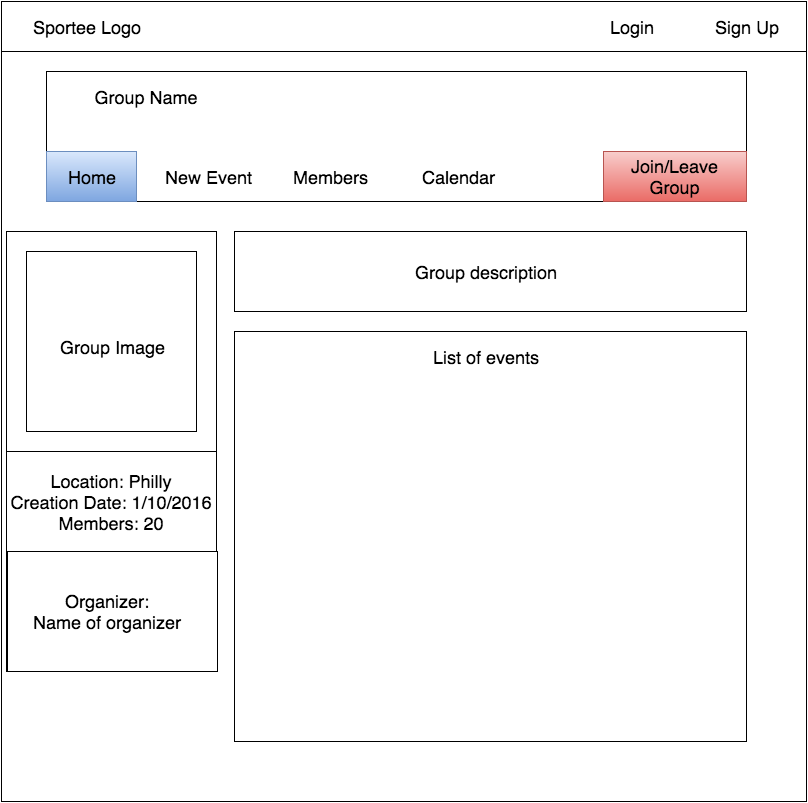 Sportee Logo
Login
Sign Up
Group Name
Home
New Event
Members
Calendar
Join/Leave
Group
Group Image
Location: Philly
Creation Date: 1/10/2016
Members: 20
Organizer:
Name of organizer
Group description
List of events